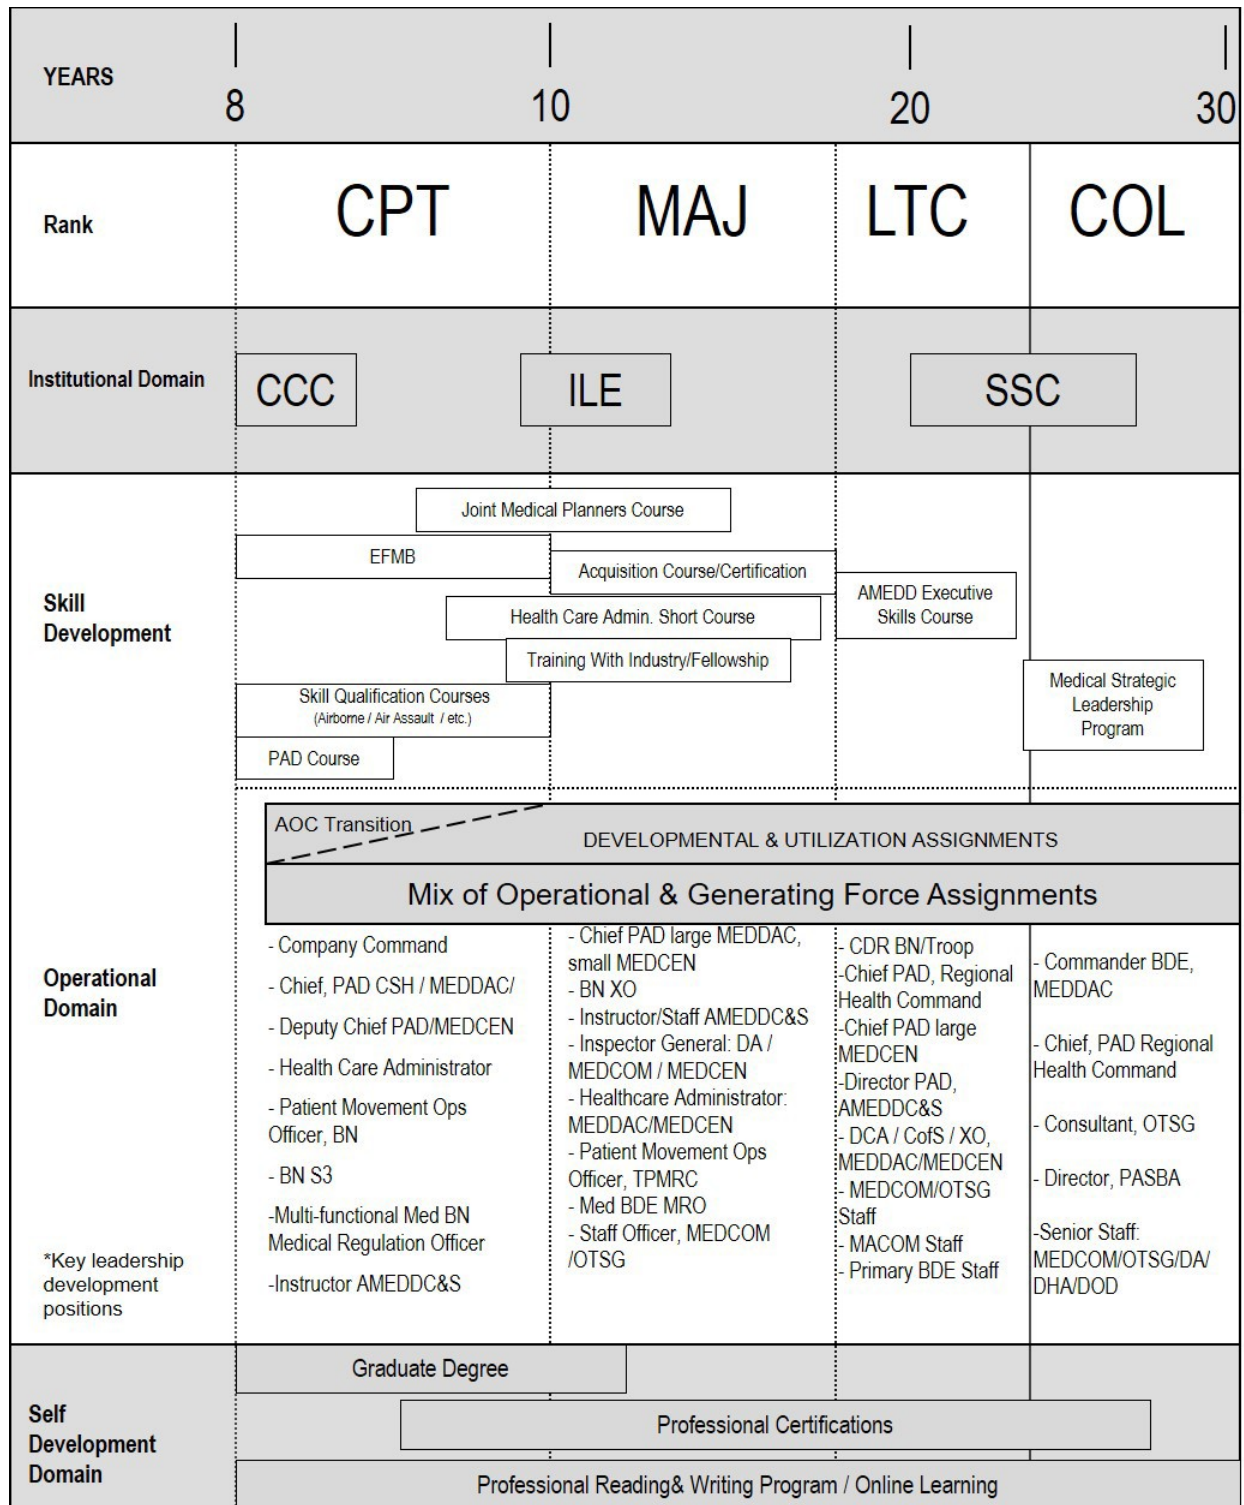 YEARS
8
10
20
30
Rank
CPT
MAJ
LTC
COL
Institutional Domain
CCC
ILE
SSC
Skill
Development
Joint Medical Planners Course
EFMB
Acquisition Course/Certification
AMEDD Executive
Skills Course
Health Care Admin. Short Course
Training With Industry/Fellowship
Medical Strategic
Leadership
Program
Skill Qualification Courses
(Airborne / Air Assault / etc.)
PAD Course
AOC Transition
DEVELOPMENTAL & UTILIZATION ASSIGNMENTS
Mix of Operational & Generating Force Assignments
Operational
Domain
*Key leadership
development
positions
- Company Command
- Chief, PAD CSH / MEDDAC/
- Deputy Chief PAD/MEDCEN
- Health Care Administrator
- Patient Movement Ops
Officer, BN
- BN S3
-Multi-functional Med BN
Medical Regulation Officer
-Instructor AMEDDC&S
- Chief PAD large MEDDAC,
small MEDCEN
- BN XO
- Instructor/Staff AMEDDC&S
- Inspector General: DA /
MEDCOM / MEDCEN
- Healthcare Administrator:
MEDDAC/MEDCEN
- Patient Movement Ops
Officer, TPMRC
- Med BDE MRO
- Staff Officer, MEDCOM
/OTSG
- CDR BN/Troop
-Chief PAD, Regional
Health Command
-Chief PAD large
MEDCEN
-Director PAD,
AMEDDC&S
- DCA / CofS / XO,
MEDDAC/MEDCEN
- MEDCOM/OTSG
Staff
- MACOM Staff
- Primary BDE Staff
- Commander BDE,
MEDDAC
- Chief, PAD Regional
Health Command
- Consultant, OTSG
- Director, PASBA
-Senior Staff:
MEDCOM/OTSG/DA/
DHA/DOD
Self
Development
Domain
Graduate Degree
Professional Certifications
Professional Reading& Writing Program / Online Learning